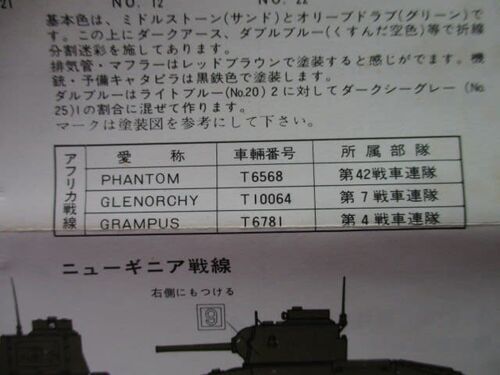 21 NO. 12 NO. 22
基本色は、ミドルストーン(サンド)とオリーブドラブ(グリーン)で
す。この上にダークアース、ダブルブルー(くすんだ空色)等で折線
分割迷彩を施してあります。
排気管・マフラーはレッドブラウンで塗装すると感じがでます。機
銃・予備キャタピラは黒鉄色で塗装します。
ダルブルーはライトブルー(No.20)2に対してダークシーグレー(No.
25)1の割合に混ぜて作ります。
マークは塗装図を参考にして下さい。
アフリカ戦線 愛称 車輛番号 所属部隊
PHANTOM T6568 第42戦車連隊
GLENORCHY T10064 第7戦車連隊
GRAMPUS T6781 第4戦車連隊
ニューギニア戦線
右側にもつける
9